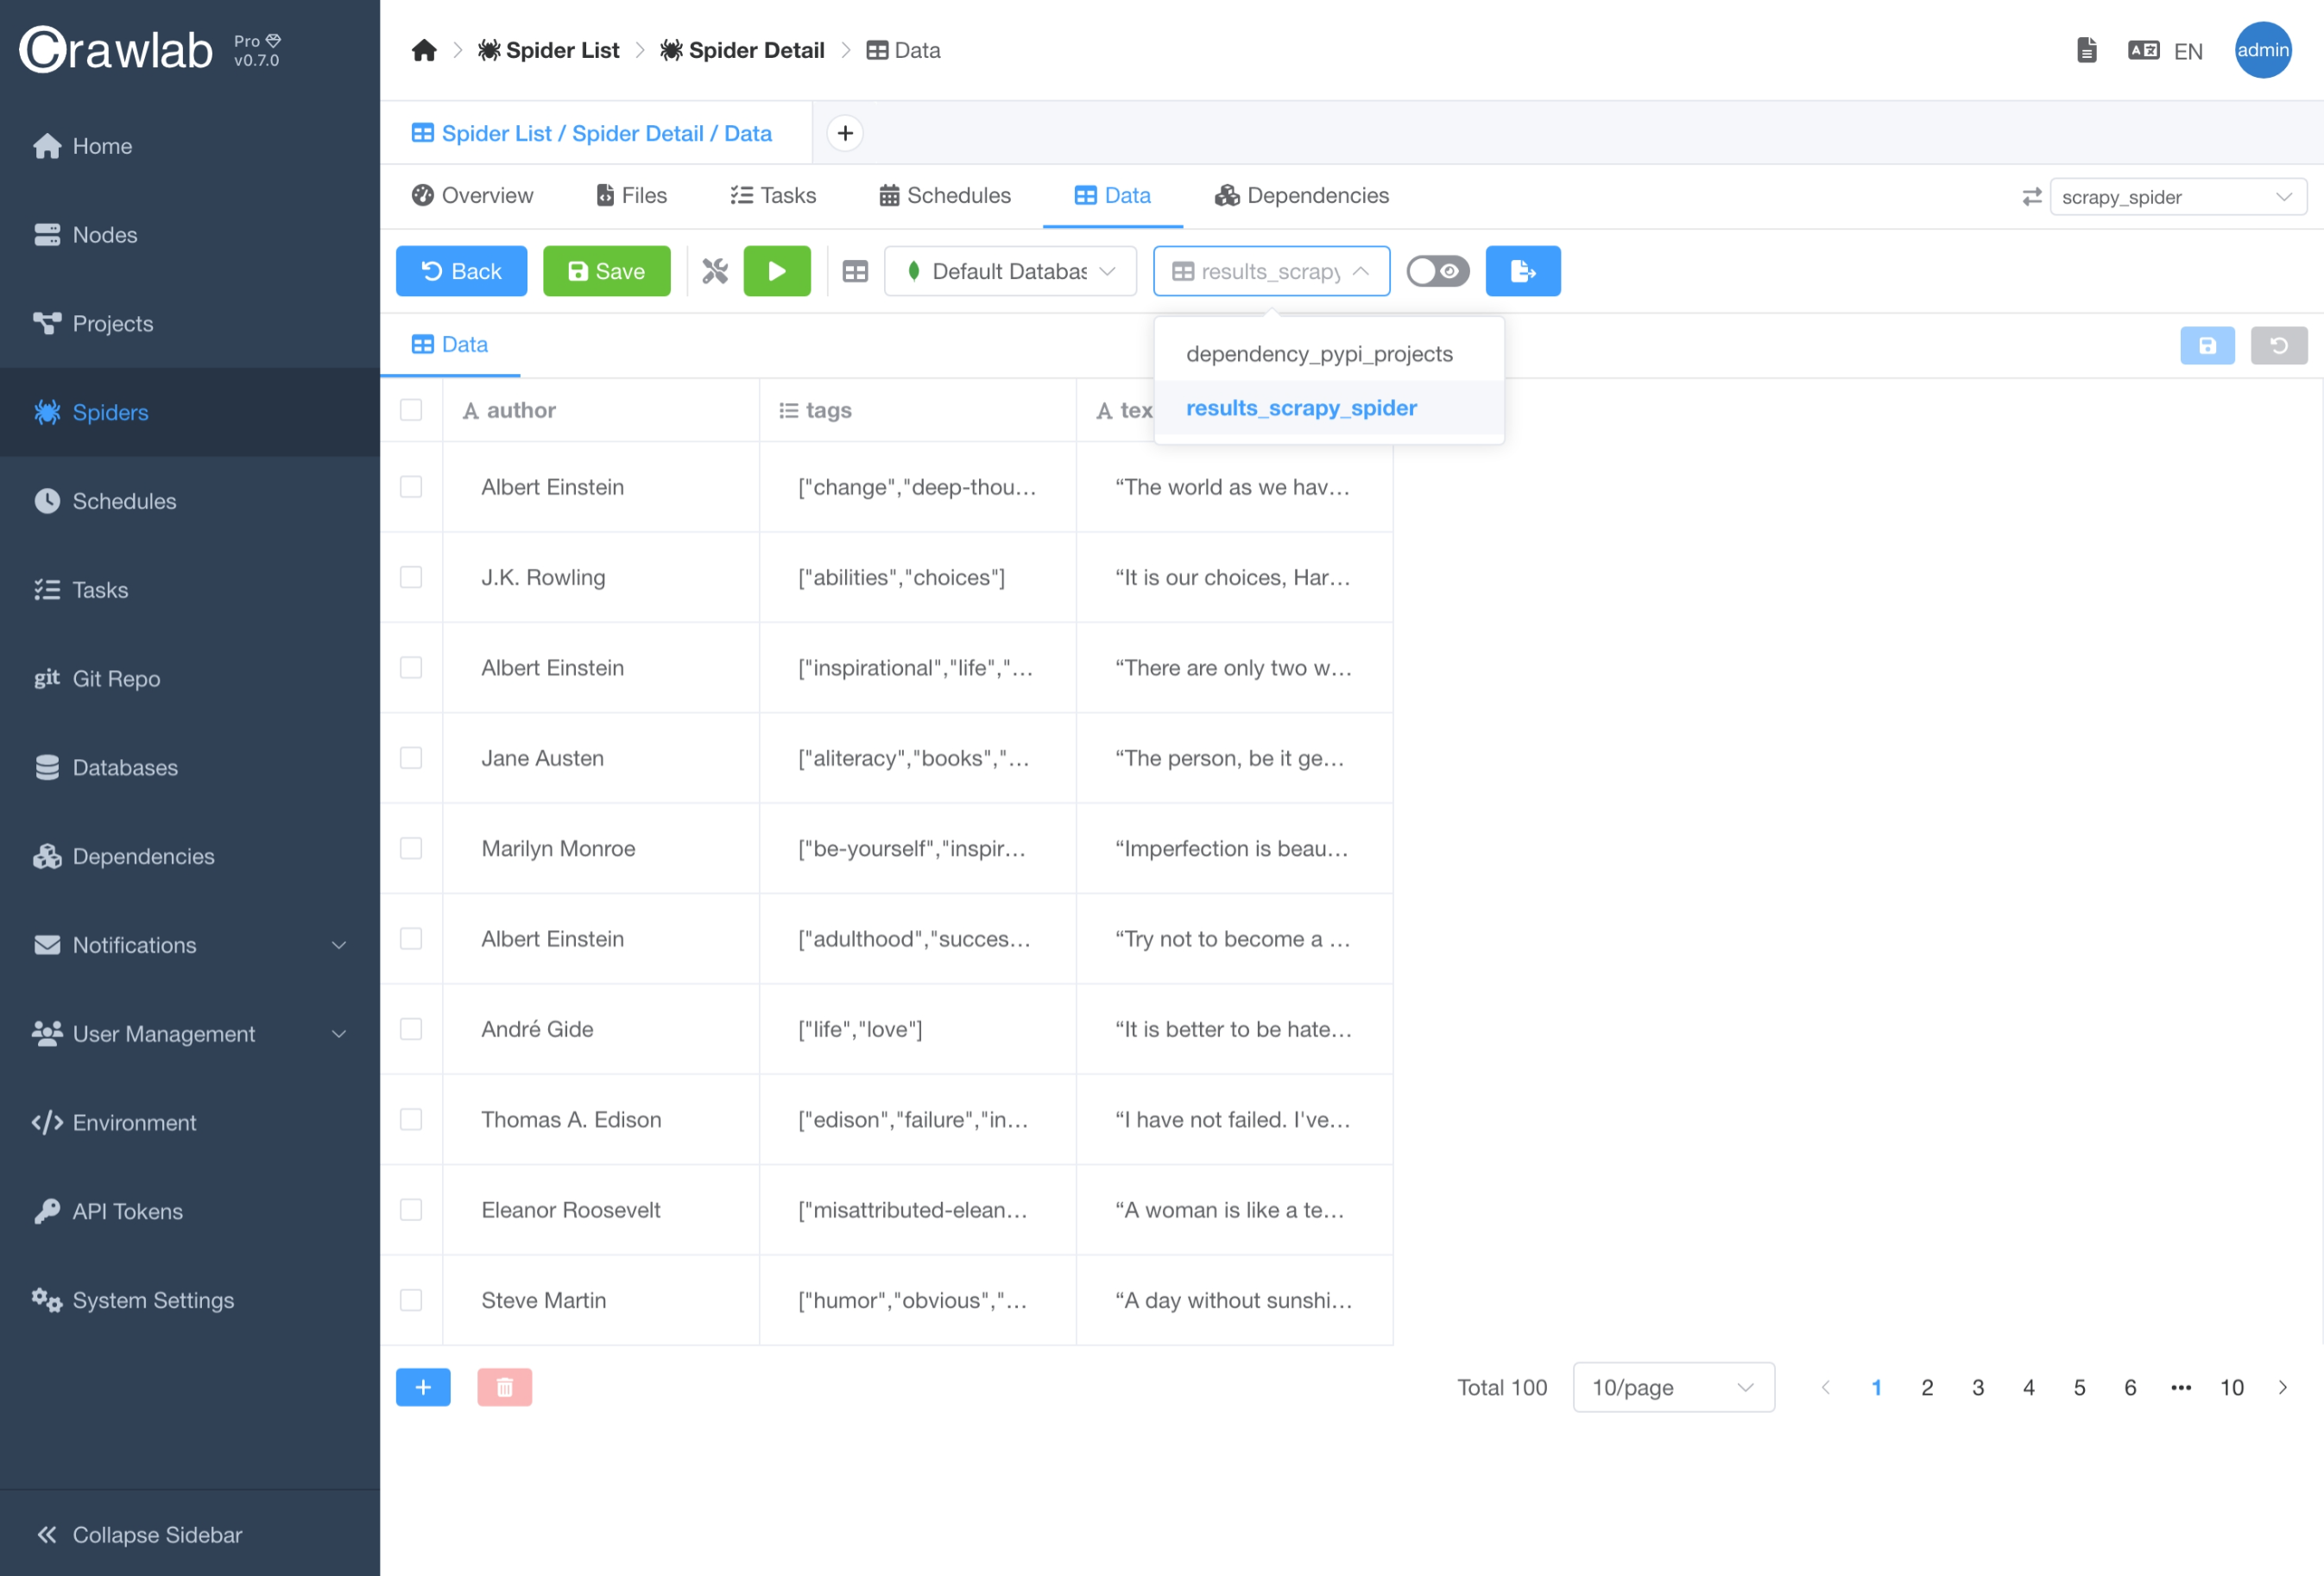 Crawlab Pro v0.7.0
Spider List Spider Detail Data
EN admin
Home
Nodes
Projects
Spiders
Schedules
Tasks
git Git Repo
Databases
Dependencies
Notifications
User Management
Environment
API Tokens
System Settings
Collapse Sidebar
Spider List / Spider Detail / Data
Overview Files Tasks Schedules Data Dependencies scrapy_spider
Back Save Default Databas results_scrapy
Data
dependency_pypi_projects
results_scrapy_spider
A author tags A tex
Albert Einstein ["change","deep-thou… “The world as we hav…
J.K. Rowling ["abilities","choices"] “It is our choices, Har…
Albert Einstein ["inspirational","life","… “There are only two w…
Jane Austen ["aliteracy","books","… “The person, be it ge…
Marilyn Monroe ["be-yourself","inspir… “Imperfection is beau…
Albert Einstein ["adulthood","succes… “Try not to become a …
André Gide ["life","love"] “It is better to be hate…
Thomas A. Edison ["edison","failure","in… “I have not failed. I've…
Eleanor Roosevelt ["misattributed-elean… “A woman is like a te…
Steve Martin ["humor","obvious","… “A day without sunshi…
Total 100 10/page 1 2 3 4 5 6 ••• 10